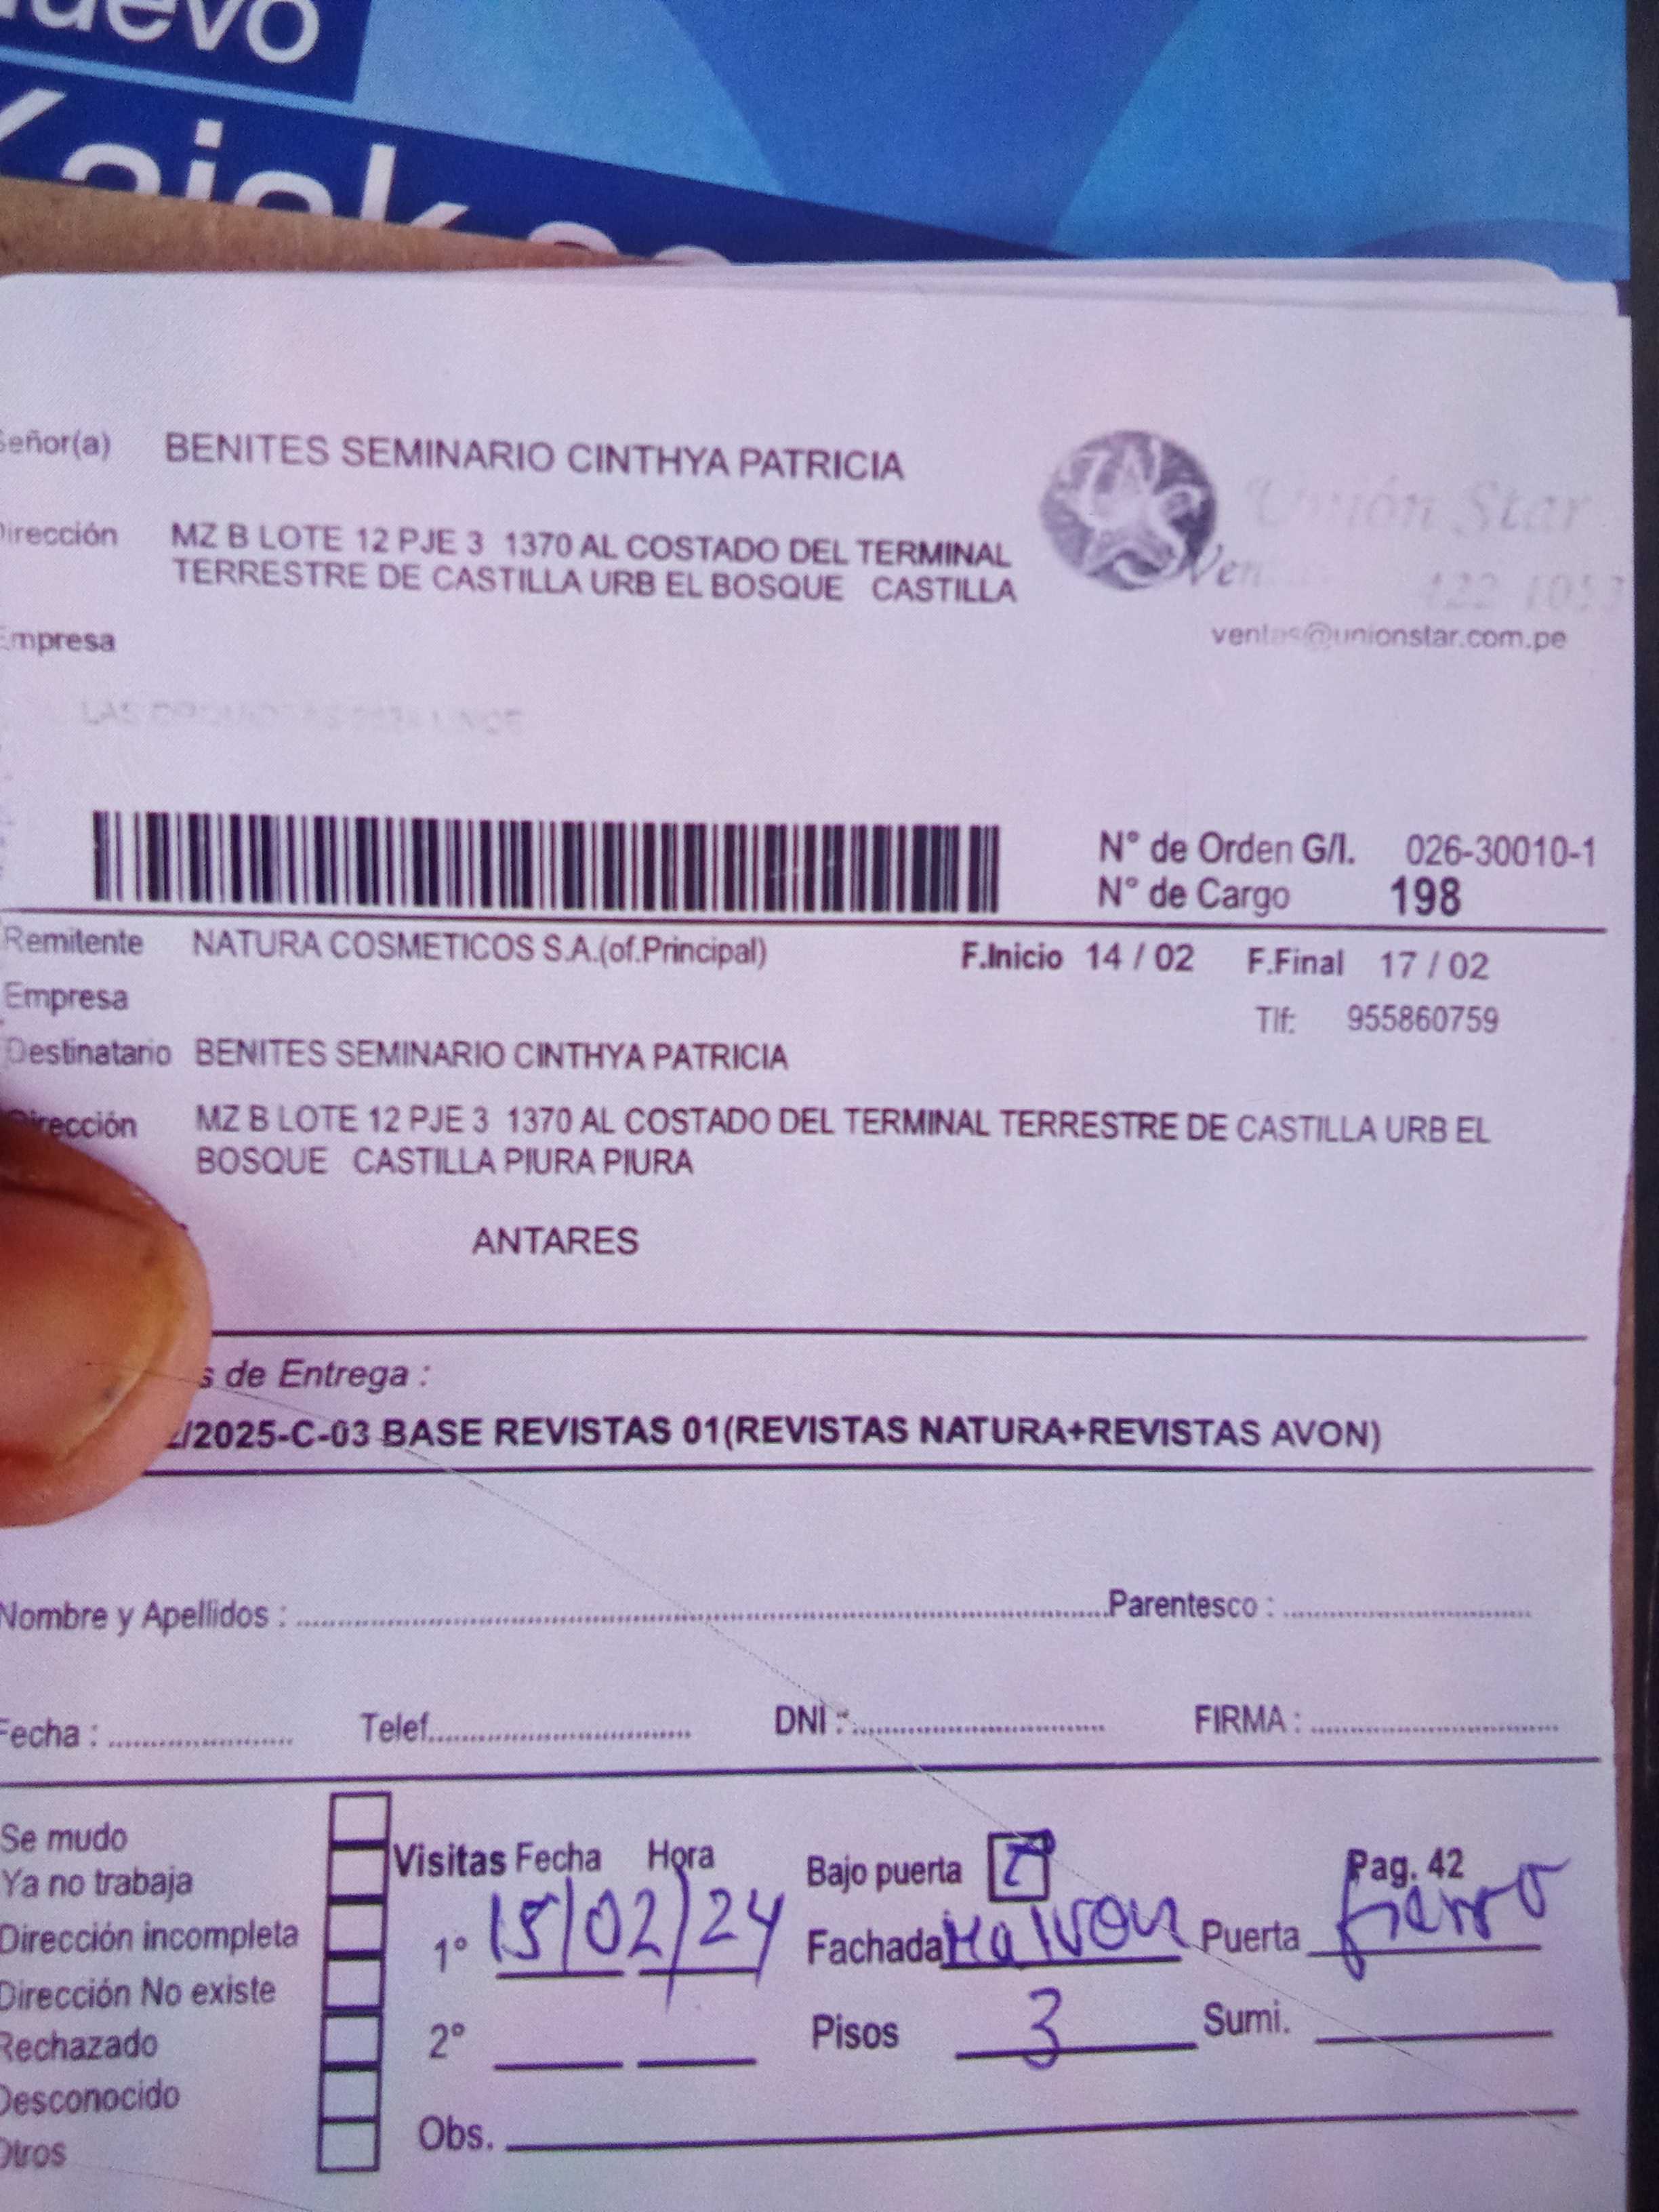 uevo
Kaiak
eñor(a) BENITES SEMINARIO CINTHYA PATRICIA
irección MZ B LOTE 12 PJE 3 1370 AL COSTADO DEL TERMINAL
TERRESTRE DE CASTILLA URB EL BOSQUE CASTILLA
Unión Star
mpresa
ventas@unionstar.com.pe
N° de Orden G/I. 026-30010-1
N° de Cargo 198
Remitente NATURA COSMETICOS S.A.(of.Principal) F.Inicio 14 / 02 F.Final 17 / 02
Empresa
Tlf: 955860759
Destinatario BENITES SEMINARIO CINTHYA PATRICIA
irección MZ B LOTE 12 PJE 3 1370 AL COSTADO DEL TERMINAL TERRESTRE DE CASTILLA URB EL
BOSQUE CASTILLA PIURA PIURA
ANTARES
s de Entrega :
/2025-C-03 BASE REVISTAS 01(REVISTAS NATURA+REVISTAS AVON)
Nombre y Apellidos : Parentesco :
Fecha : Telef. DNI : FIRMA :
Se mudo
Ya no trabaja
Dirección incompleta
Dirección No existe
Rechazado
Desconocido
Otros
Visitas Fecha Hora
1° 15/02/24
2°
Bajo puerta Pag. 42
Fachada Puerta fierro
Pisos 3 Sumi.
Obs.